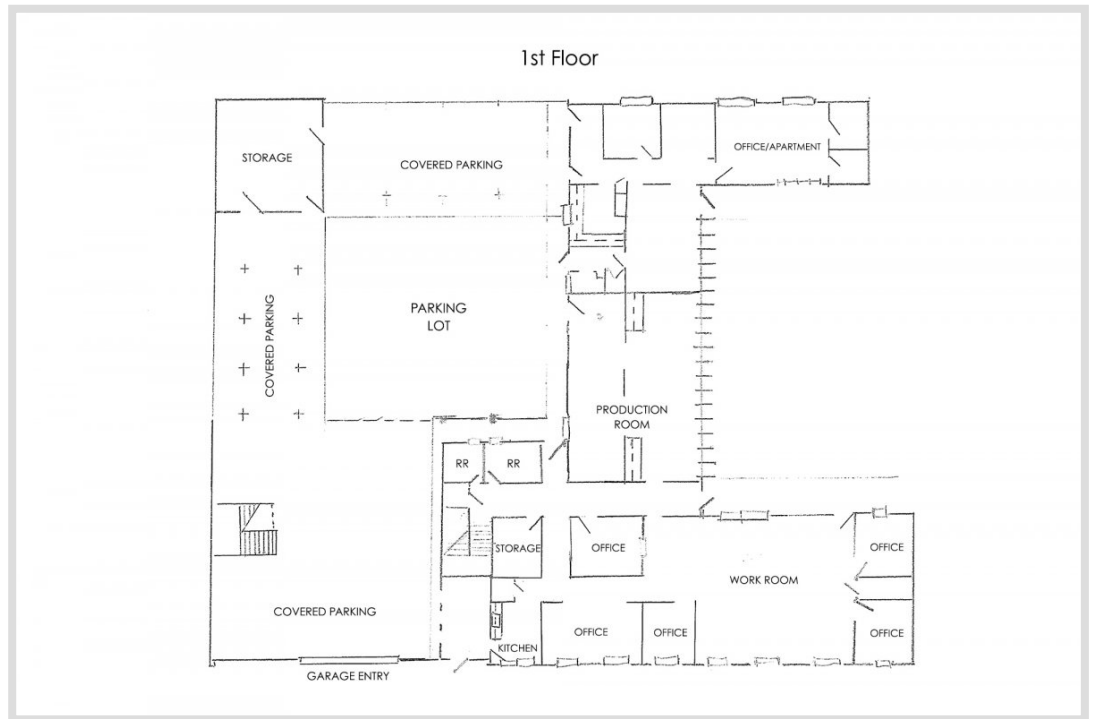 1st Floor
STORAGE
COVERED PARKING
OFFICE/APARTMENT
COVERED PARKING
PARKING
LOT
PRODUCTION
ROOM
RR
RR
STORAGE
OFFICE
OFFICE
WORK ROOM
COVERED PARKING
OFFICE
OFFICE
OFFICE
KITCHEN
GARAGE ENTRY